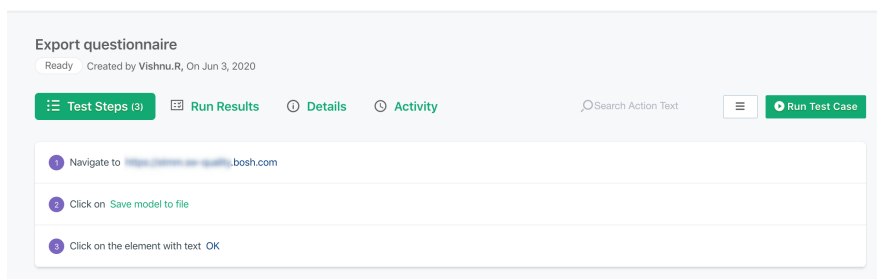 Export questionnaire
Ready Created by Vishnu.R, On Jun 3, 2020
Test Steps (3) Run Results Details Activity Search Action Text Run Test Case
1 Navigate to .bosh.com
2 Click on Save model to file
3 Click on the element with text OK